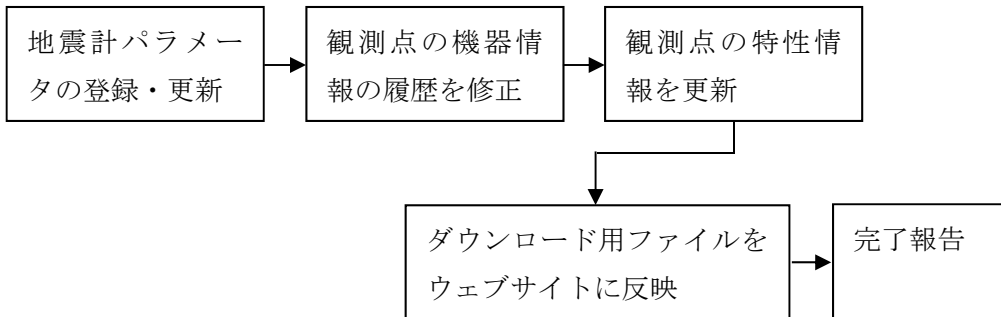 地震計パラメー
タの登録・更新
観測点の機器情
報の履歴を修正
観測点の特性情
報を更新
ダウンロード用ファイルを
ウェブサイトに反映
完了報告